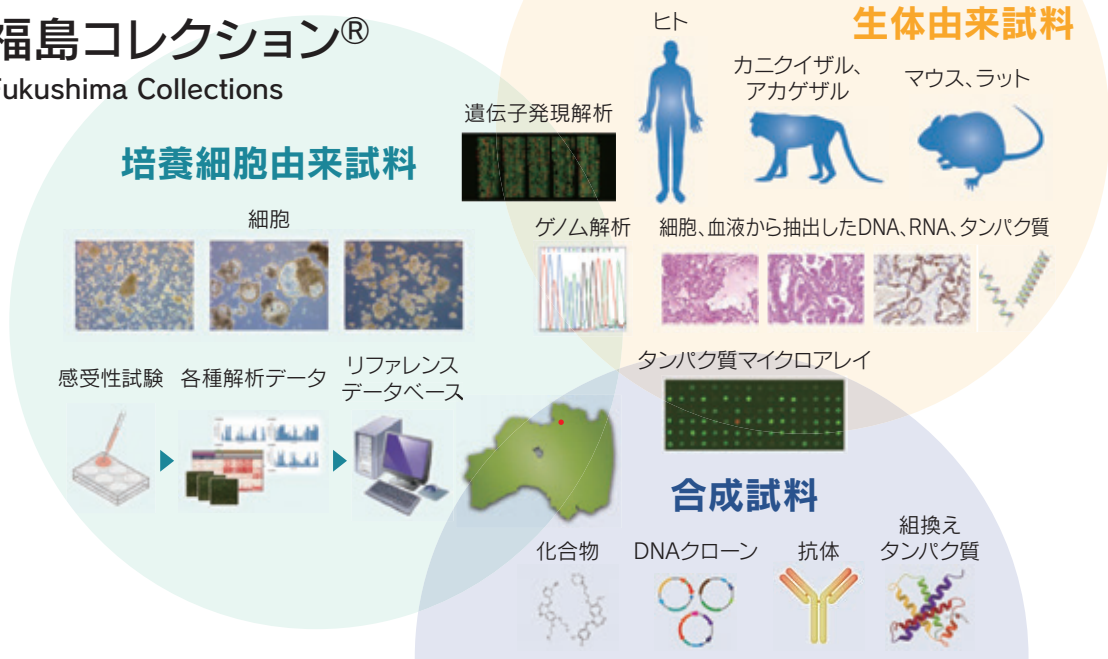 福島コレクション®
Fukushima Collections
生体由来試料
ヒト
カニクイザル、
アカゲザル
マウス、ラット
遺伝子発現解析
培養細胞由来試料
細胞
ゲノム解析
細胞、血液から抽出したDNA、RNA、タンパク質
感受性試験
各種解析データ
リファレンス
データベース
タンパク質マイクロアレイ
合成試料
化合物
DNAクローン
抗体
組換え
タンパク質